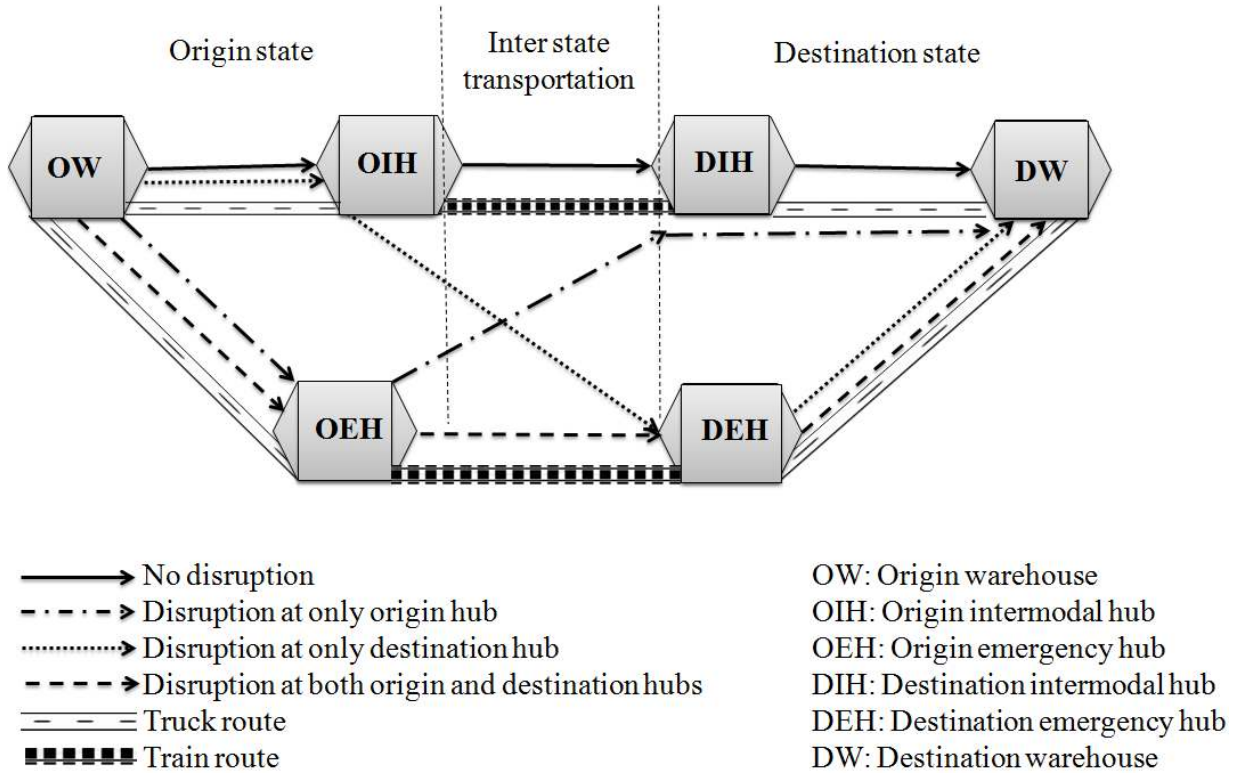 Origin state
Inter state
transportation
Destination state
OW
OIH
DIH
DW
OEH
DEH
No disruption
Disruption at only origin hub
Disruption at only destination hub
Disruption at both origin and destination hubs
Truck route
Train route
OW: Origin warehouse
OIH: Origin intermodal hub
OEH: Origin emergency hub
DIH: Destination intermodal hub
DEH: Destination emergency hub
DW: Destination warehouse